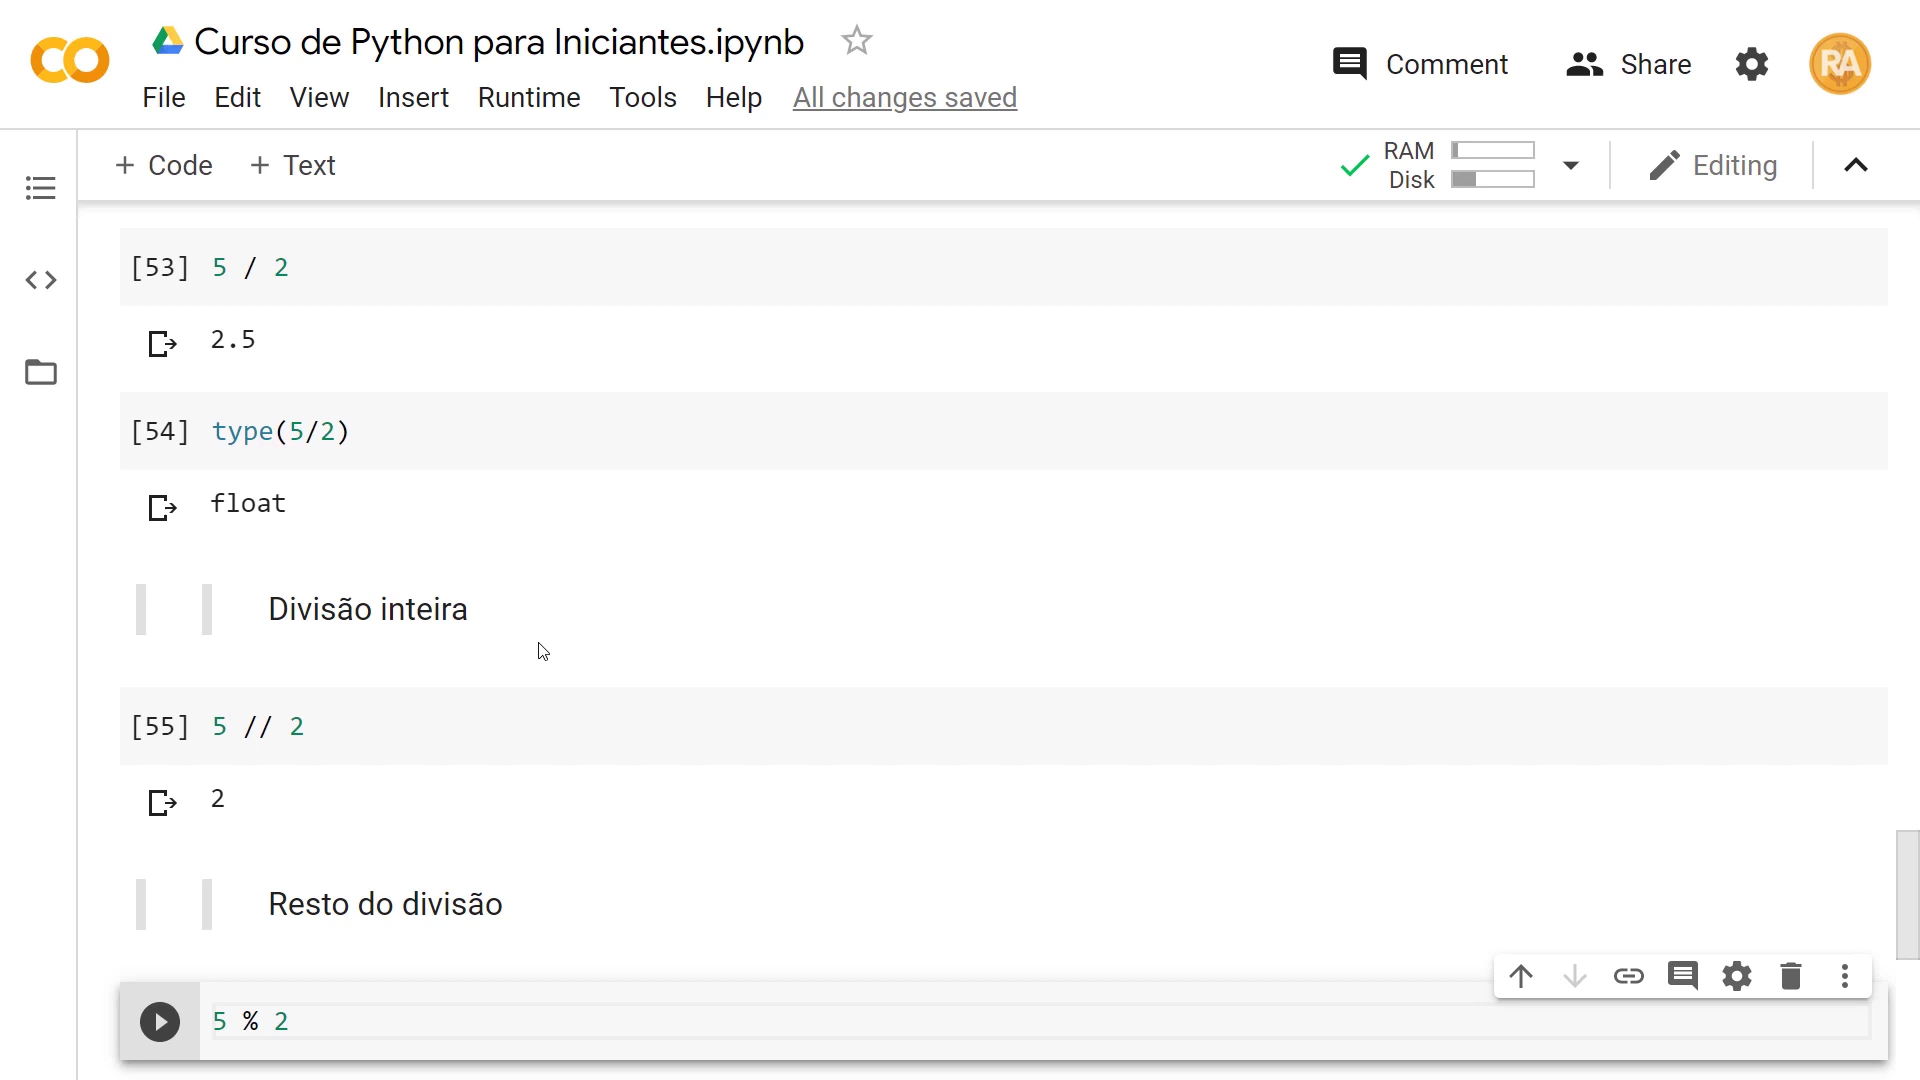 Curso de Python para Iniciantes.ipynb
File Edit View Insert Runtime Tools Help All changes saved
Comment
Share
RA
+ Code + Text
RAM
Disk
Editing
[53] 5 / 2
2.5
[54] type(5/2)
float
Divisão inteira
[55] 5 // 2
2
Resto do divisão
5 % 2